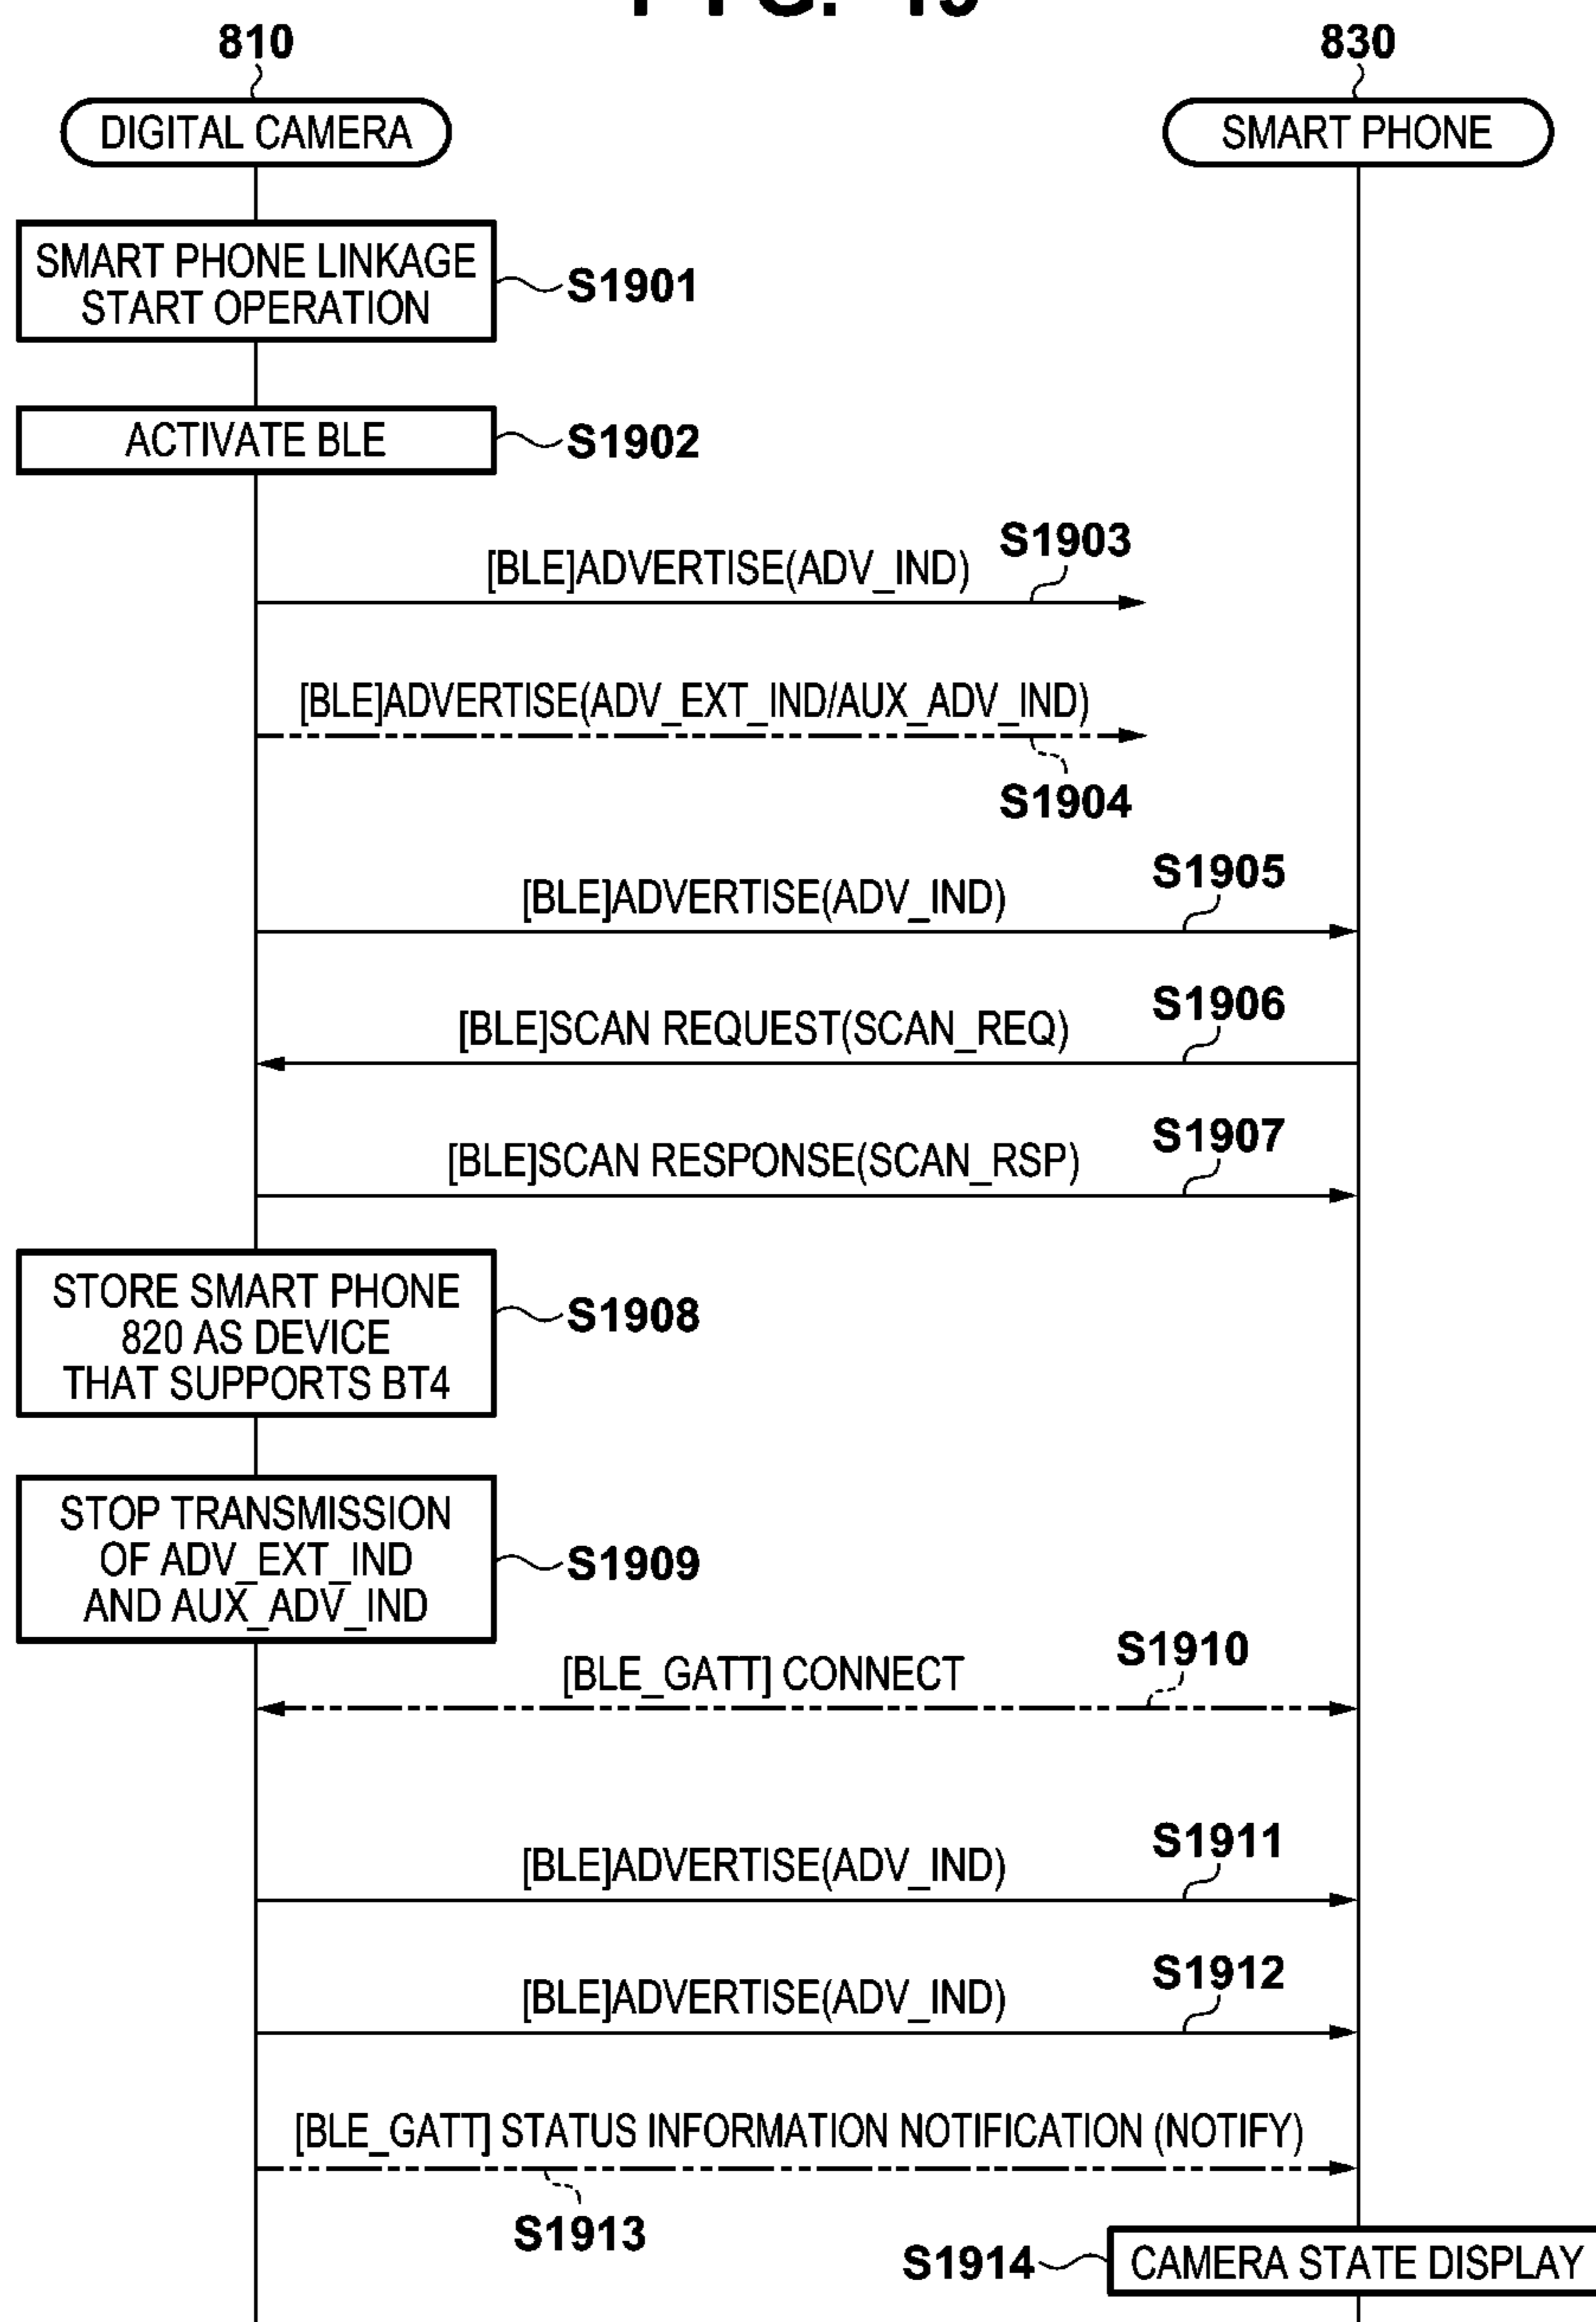 FIG. 19
810
830
DIGITAL CAMERA
SMART PHONE
SMART PHONE LINKAGE
START OPERATION
S1901
ACTIVATE BLE
S1902
S1903
[BLE]ADVERTISE(ADV_IND)
[BLE]ADVERTISE(ADV_EXT_IND/AUX_ADV_IND)
S1904
S1905
[BLE]ADVERTISE(ADV_IND)
S1906
[BLE]SCAN REQUEST(SCAN_REQ)
S1907
[BLE]SCAN RESPONSE(SCAN_RSP)
STORE SMART PHONE
820 AS DEVICE
THAT SUPPORTS BT4
S1908
STOP TRANSMISSION
OF ADV_EXT_IND
AND AUX_ADV_IND
S1909
S1910
[BLE_GATT] CONNECT
S1911
[BLE]ADVERTISE(ADV_IND)
S1912
[BLE]ADVERTISE(ADV_IND)
[BLE_GATT] STATUS INFORMATION NOTIFICATION (NOTIFY)
S1913
S1914
CAMERA STATE DISPLAY